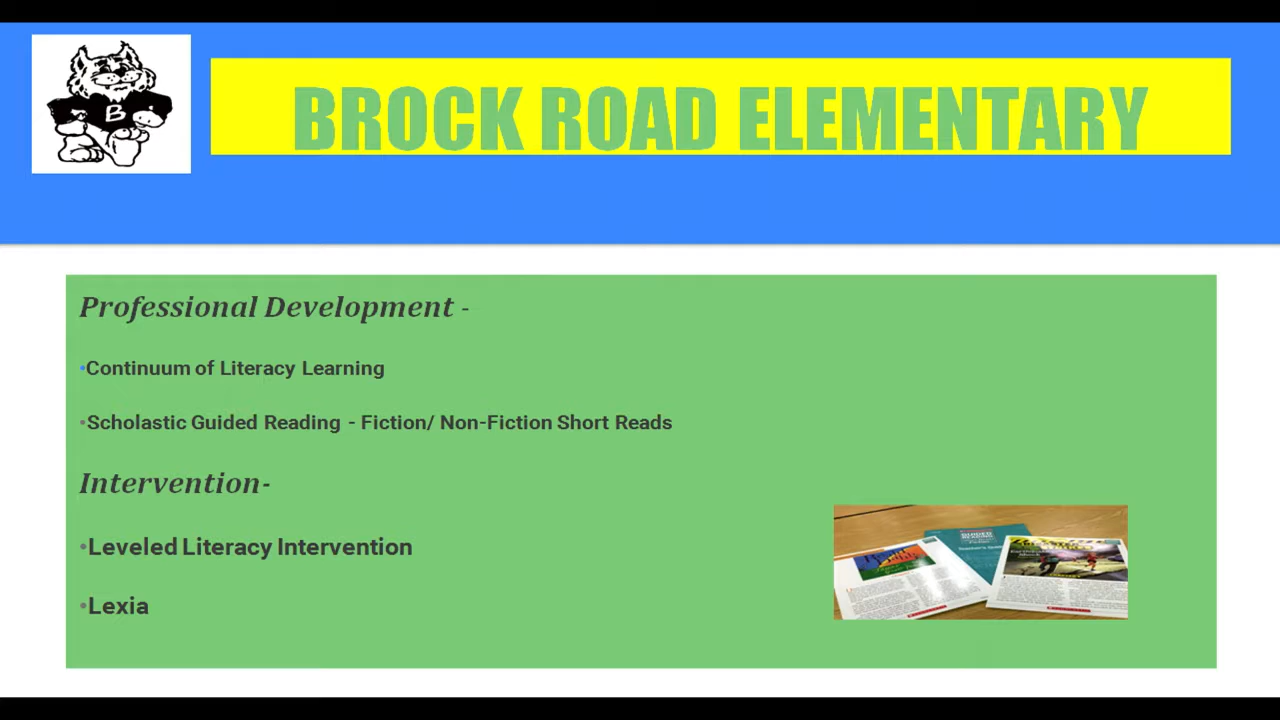 B
BROCK ROAD ELEMENTARY
Professional Development -
•Continuum of Literacy Learning
•Scholastic Guided Reading - Fiction/ Non-Fiction Short Reads
Intervention-
•Leveled Literacy Intervention
•Lexia